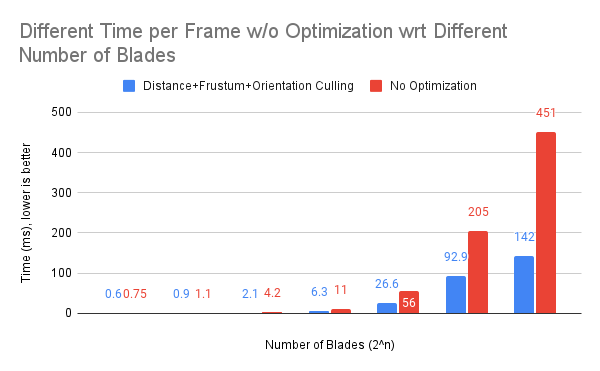 Different Time per Frame w/o Optimization wrt Different
Number of Blades
Distance+Frustum+Orientation Culling No Optimization
Time (ms), lower is better
500
400
300
200
100
0
0.6 0.75
0.9 1.1
2.1 4.2
6.3 11
26.6 56
92.9 205
142 451
Number of Blades (2^n)